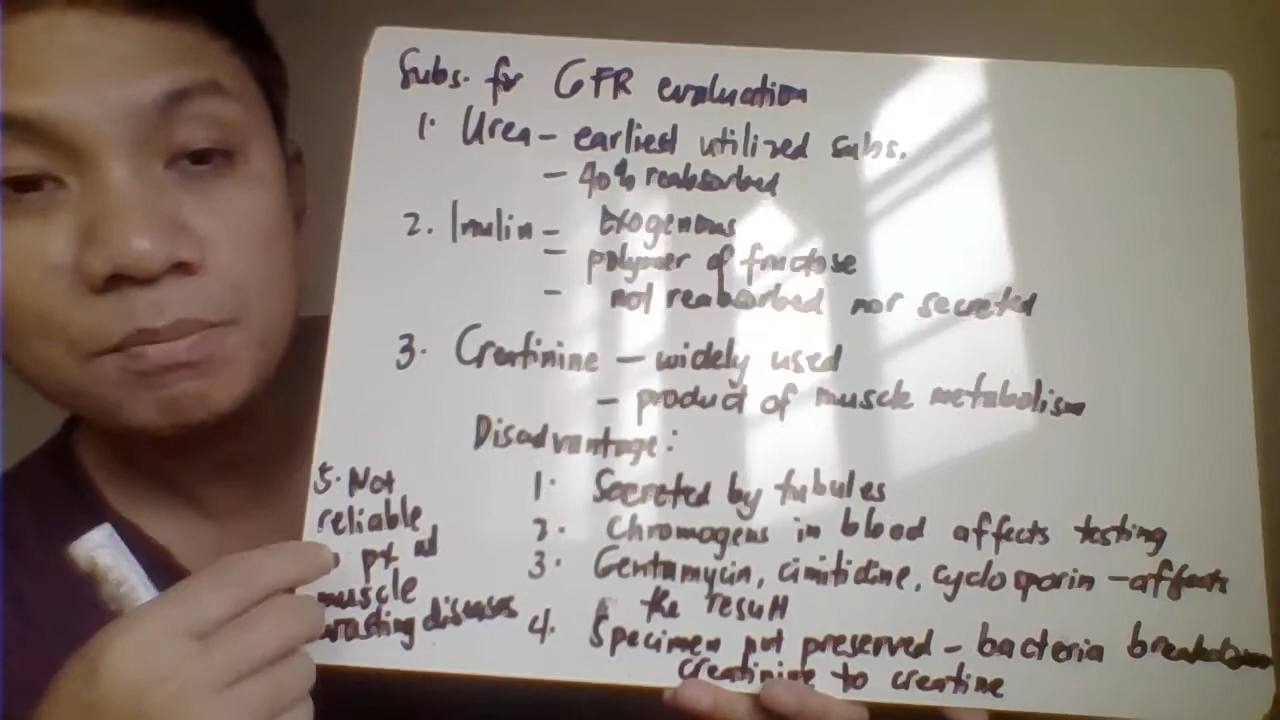 Subs. for GFR evaluation
1. Urea - earliest utilized subs.
- 40% reabsorbed
2. Inulin - Exogenous
- polymer of fructose
- not reabsorbed nor secreted
3. Creatinine - widely used
- product of muscle metabolism
Disadvantage:
1. Secreted by tubules
2. Chromogens in blood affects testing
3. Gentamycin, cimitidine, cyclosporin - affects
the result
4. Specimen not preserved - bacteria breakdown
creatinine to creatine
5. Not
reliable
pt
muscle
wasting diseases